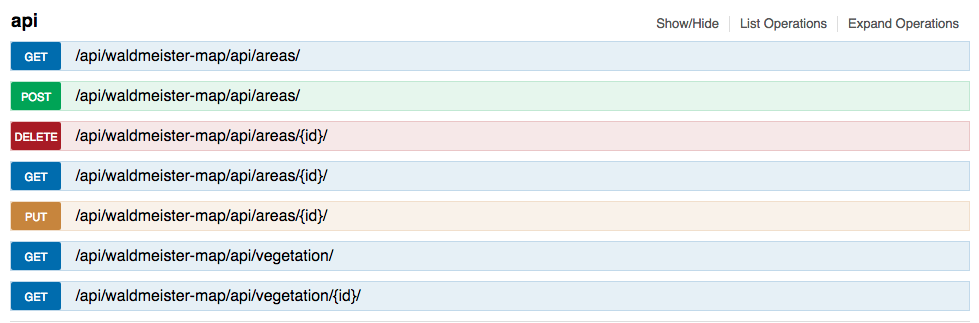 api
Show/Hide List Operations Expand Operations
GET /api/waldmeister-map/api/areas/
POST /api/waldmeister-map/api/areas/
DELETE /api/waldmeister-map/api/areas/{id}/
GET /api/waldmeister-map/api/areas/{id}/
PUT /api/waldmeister-map/api/areas/{id}/
GET /api/waldmeister-map/api/vegetation/
GET /api/waldmeister-map/api/vegetation/{id}/